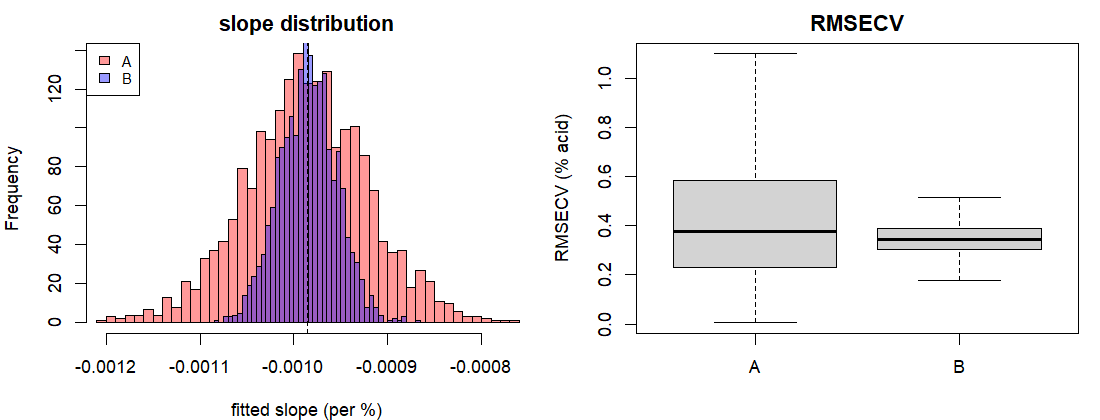 slope distribution
A
B
Frequency
0
20
40
60
80
120
-0.0012
-0.0011
-0.0010
-0.0009
-0.0008
fitted slope (per %)
RMSECV
RMSECV (% acid)
0.0
0.2
0.4
0.6
0.8
1.0
A
B